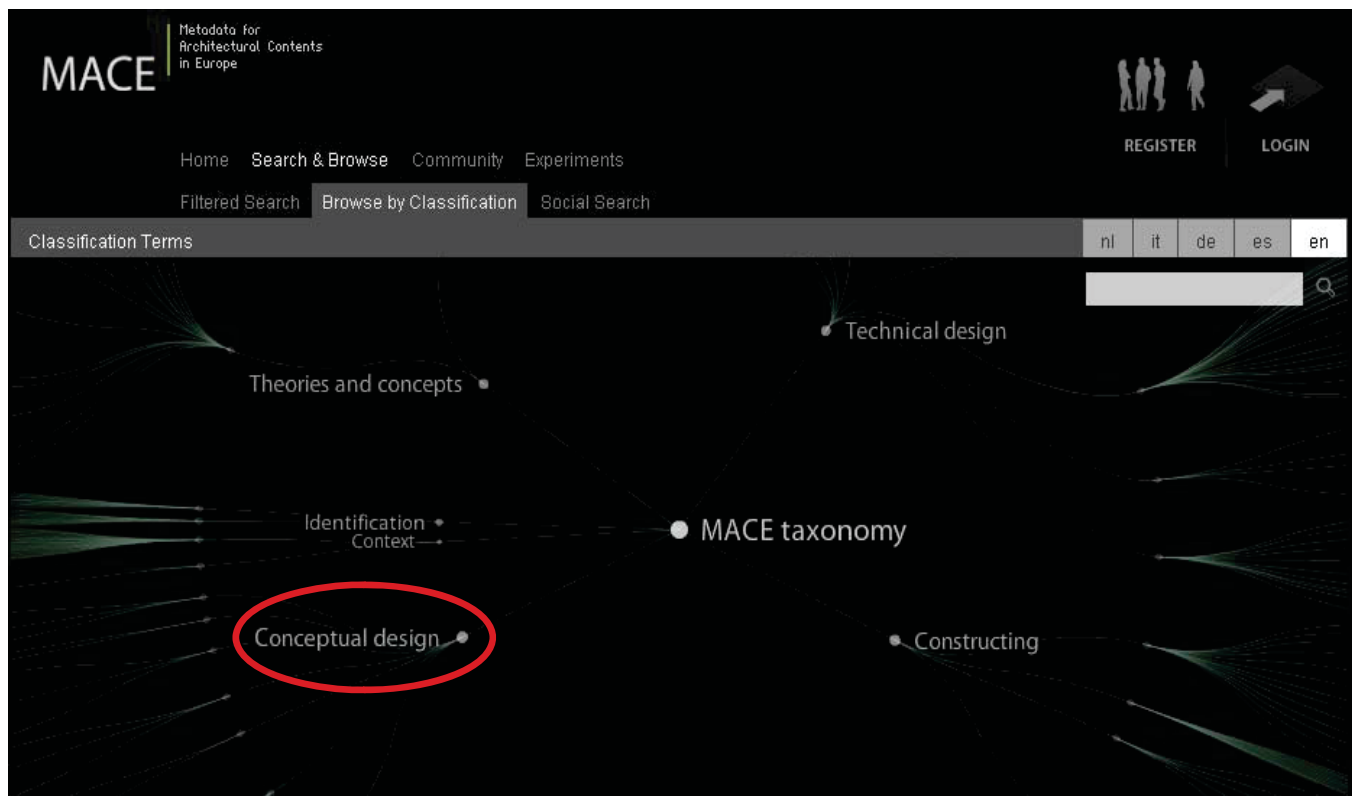 Metadata for
Architectural Contents
in Europe
MACE
REGISTER LOGIN
Home Search & Browse Community Experiments
Filtered Search Browse by Classification Social Search
Classification Terms nl it de es en
Technical design
Theories and concepts
Identification
MACE taxonomy
Context
Conceptual design
Constructing